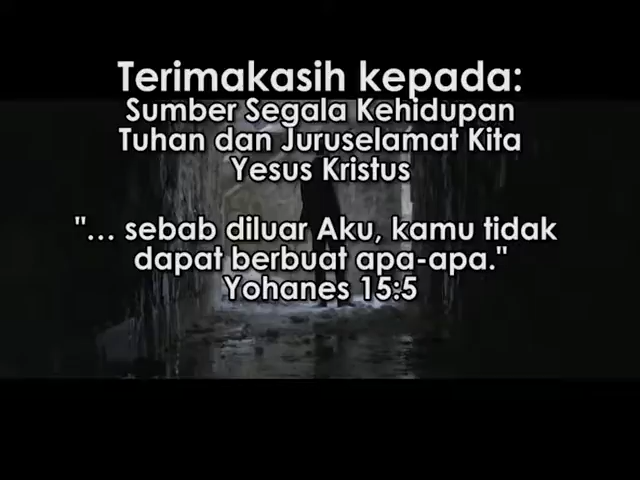 Terimakasih kepada:
Sumber Segala Kehidupan
Tuhan dan Juruselamat Kita
Yesus Kristus
"... sebab diluar Aku, kamu tidak
dapat berbuat apa-apa."
Yohanes 15:5